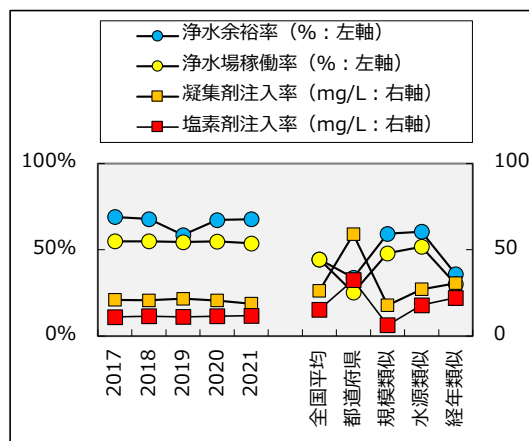 浄水余裕率（%：左軸）
浄水場稼働率（%：左軸）
凝集剤注入率（mg/L：右軸）
塩素剤注入率（mg/L：右軸）
100%
50%
0%
100
50
0
2017
2018
2019
2020
2021
全国平均
都道府県
規模類似
水源類似
経年類似